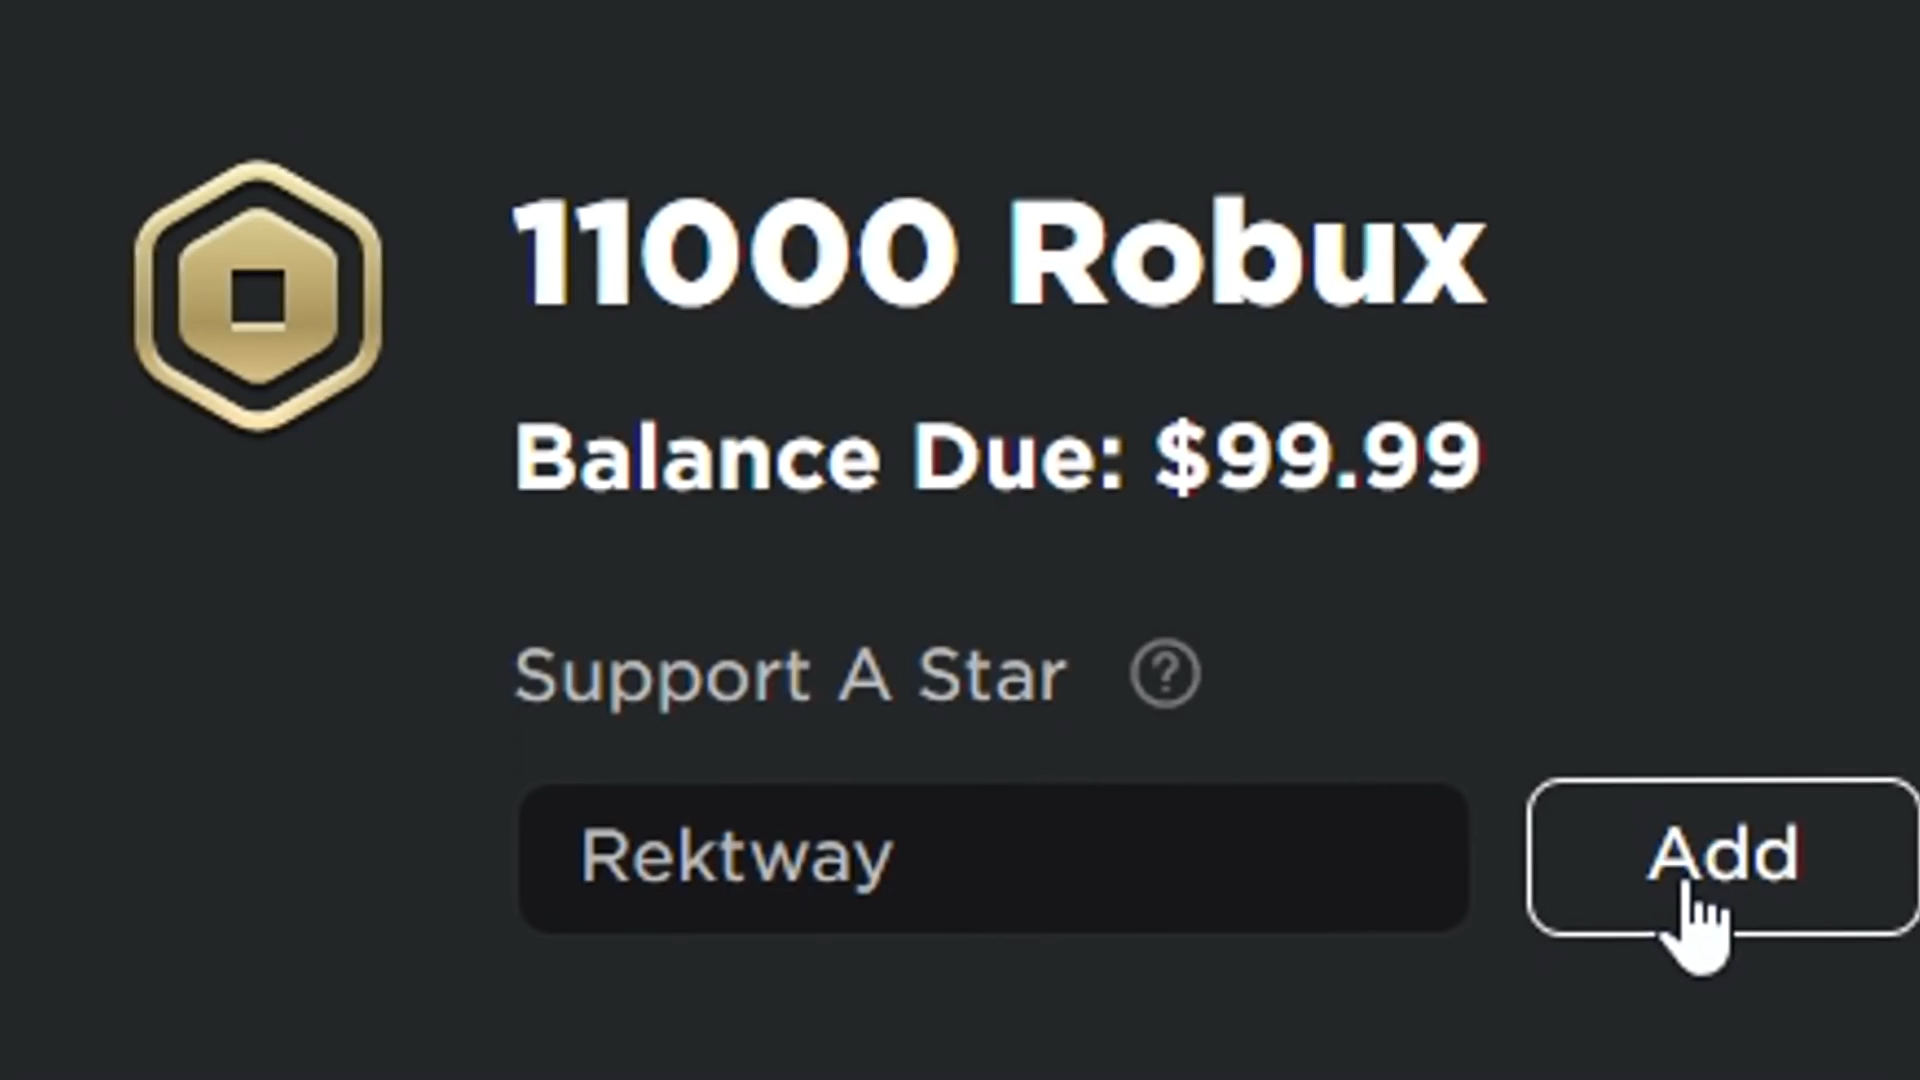 11000 Robux
Balance Due: $99.99
Support A Star ?
Rektway
Add